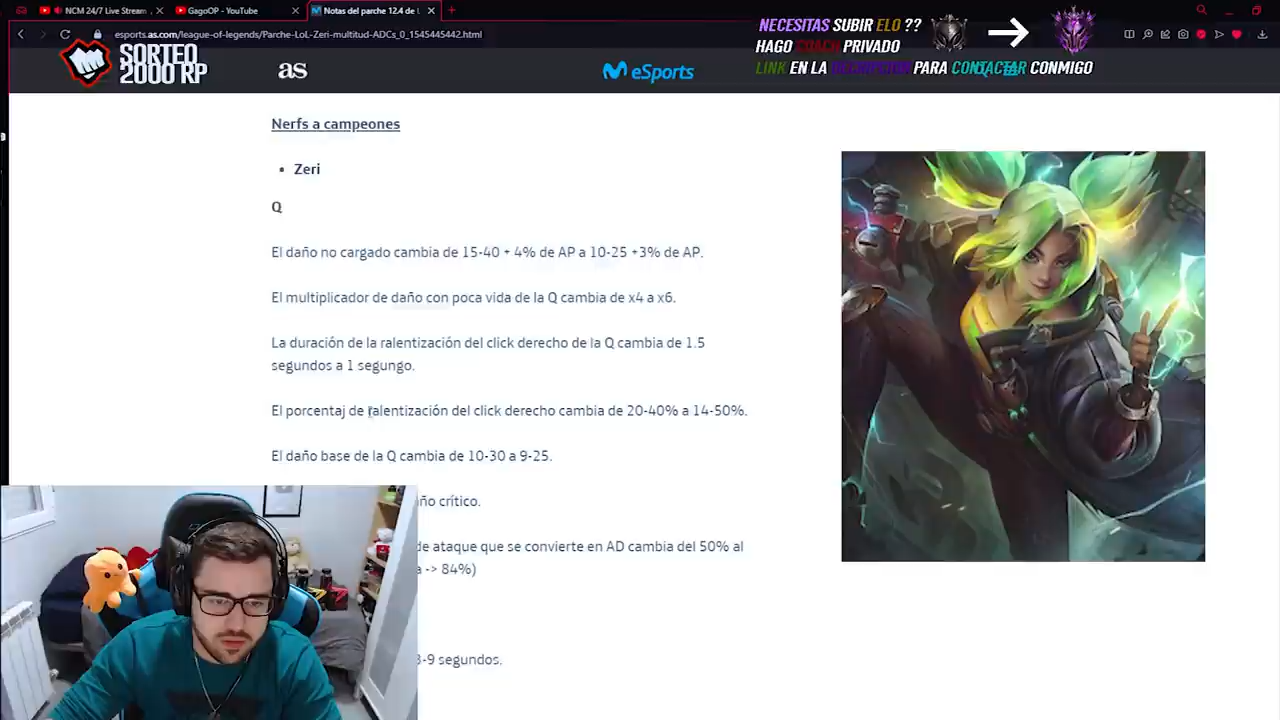 NCM 24/7 Live Stream
GagoOP - YouTube
Notas del parche 12.4 de L
esports.as.com/league-of-legends/Parche-LoL-Zeri-multitud-ADCs_0_1545445442.html
NECESITAS SUBIR ELO ??
HAGO COACH PRIVADO
LINK EN LA DECRIPCION PARA CONTACTAR CONMIGO
SORTEO
2000 RP
as
eSports
Nerfs a campeones
Zeri
Q
El daño no cargado cambia de 15-40 + 4% de AP a 10-25 +3% de AP.
El multiplicador de daño con poca vida de la Q cambia de x4 a x6.
La duración de la ralentización del click derecho de la Q cambia de 1.5
segundos a 1 segungo.
El porcentaj de ralentización del click derecho cambia de 20-40% a 14-50%.
El daño base de la Q cambia de 10-30 a 9-25.
ño crítico.
de ataque que se convierte en AD cambia del 50% al
a -> 84%)
-9 segundos.